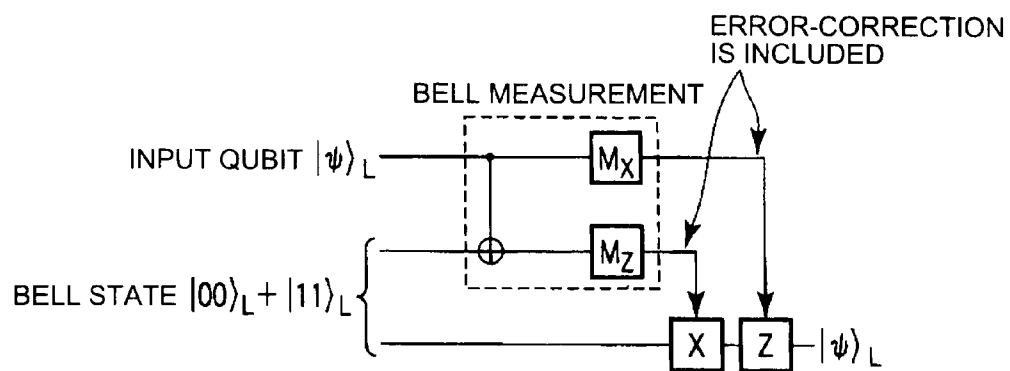 ERROR-CORRECTION
IS INCLUDED
BELL MEASUREMENT
INPUT QUBIT |ψ⟩L
MX
MZ
BELL STATE |00⟩L + |11⟩L
X
Z
|ψ⟩L